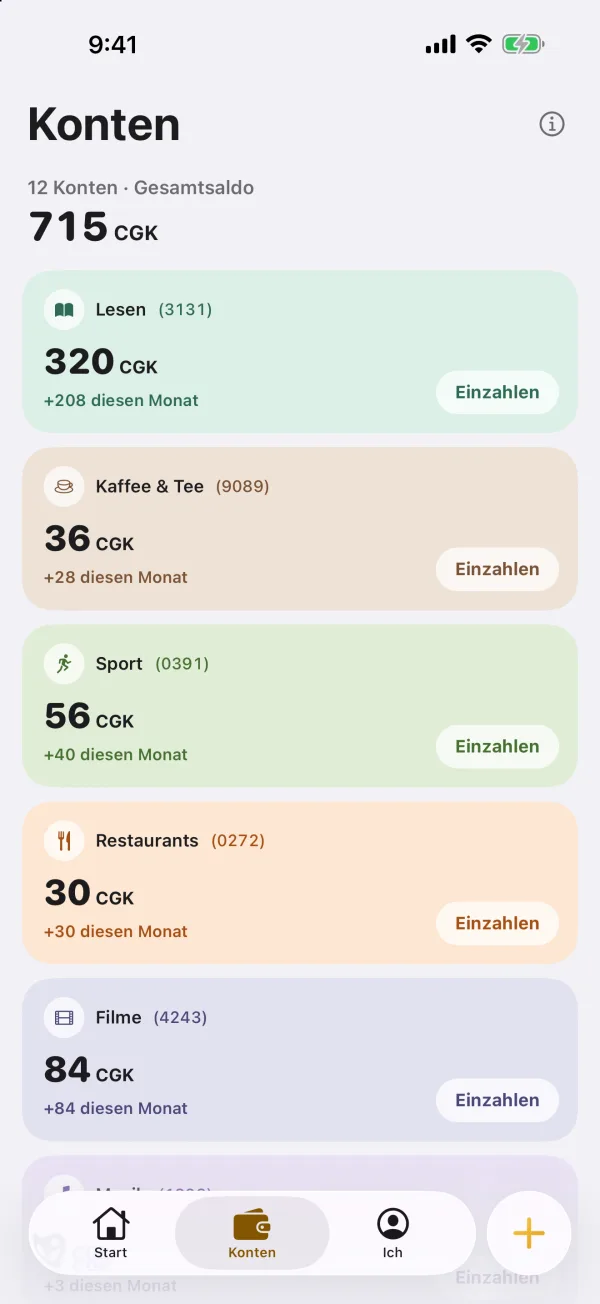 9:41
Konten
12 Konten · Gesamtsaldo
715 CGK
Lesen (3131)
320 CGK
+208 diesen Monat
Einzahlen
Kaffee & Tee (9089)
36 CGK
+28 diesen Monat
Einzahlen
Sport (0391)
56 CGK
+40 diesen Monat
Einzahlen
Restaurants (0272)
30 CGK
+30 diesen Monat
Einzahlen
Filme (4243)
84 CGK
+84 diesen Monat
Einzahlen
Start
Konten
Ich
+3 diesen Monat
Einzahlen